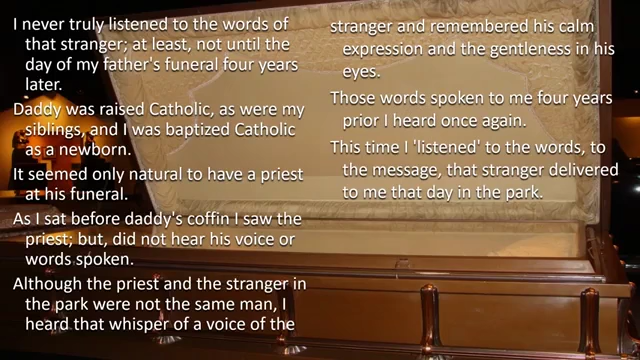 I never truly listened to the words of
that stranger; at least, not until the
day of my father's funeral four years
later.
Daddy was raised Catholic, as were my
siblings, and I was baptized Catholic
as a newborn.
It seemed only natural to have a priest
at his funeral.
As I sat before daddy's coffin I saw the
priest; but, did not hear his voice or
words spoken.
Although the priest and the stranger in
the park were not the same man, I
heard that whisper of a voice of the
stranger and remembered his calm
expression and the gentleness in his
eyes.
Those words spoken to me four years
prior I heard once again.
This time I 'listened' to the words, to
the message, that stranger delivered
to me that day in the park.